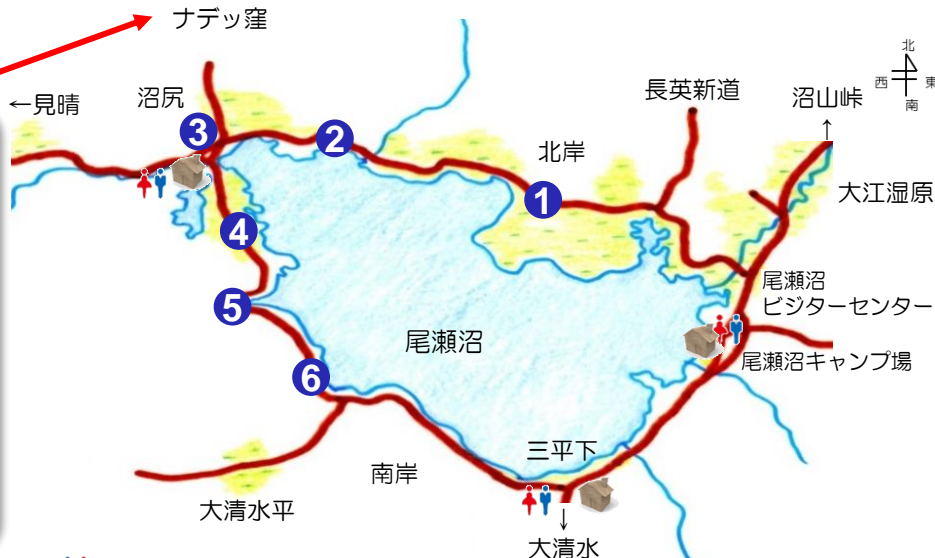 ナデッ窪
北
西 東
南
←見晴
沼尻
長英新道
沼山峠
↑
3
2
北岸
大江湿原
1
4
尾瀬沼
ビジターセンター
5
尾瀬沼
尾瀬沼キャンプ場
6
三平下
南岸
大清水平
↓
大清水